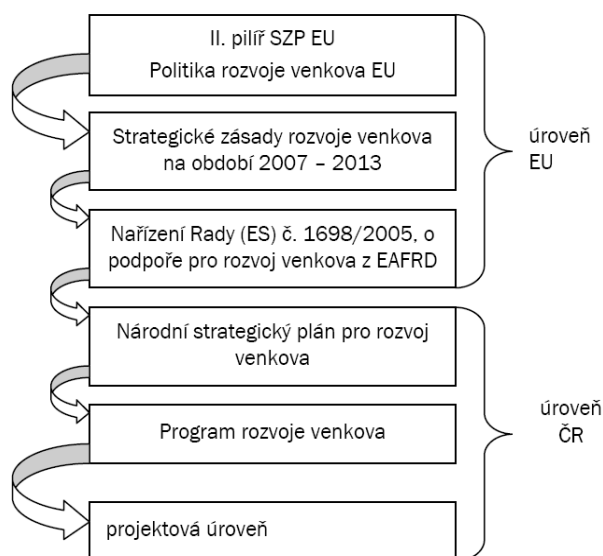 II. pilíř SZP EU
Politika rozvoje venkova EU
Strategické zásady rozvoje venkova
na období 2007 – 2013
úroveň
EU
Nařízení Rady (ES) č. 1698/2005, o
podpoře pro rozvoj venkova z EAFRD
Národní strategický plán pro rozvoj
venkova
Program rozvoje venkova
úroveň
ČR
projektová úroveň